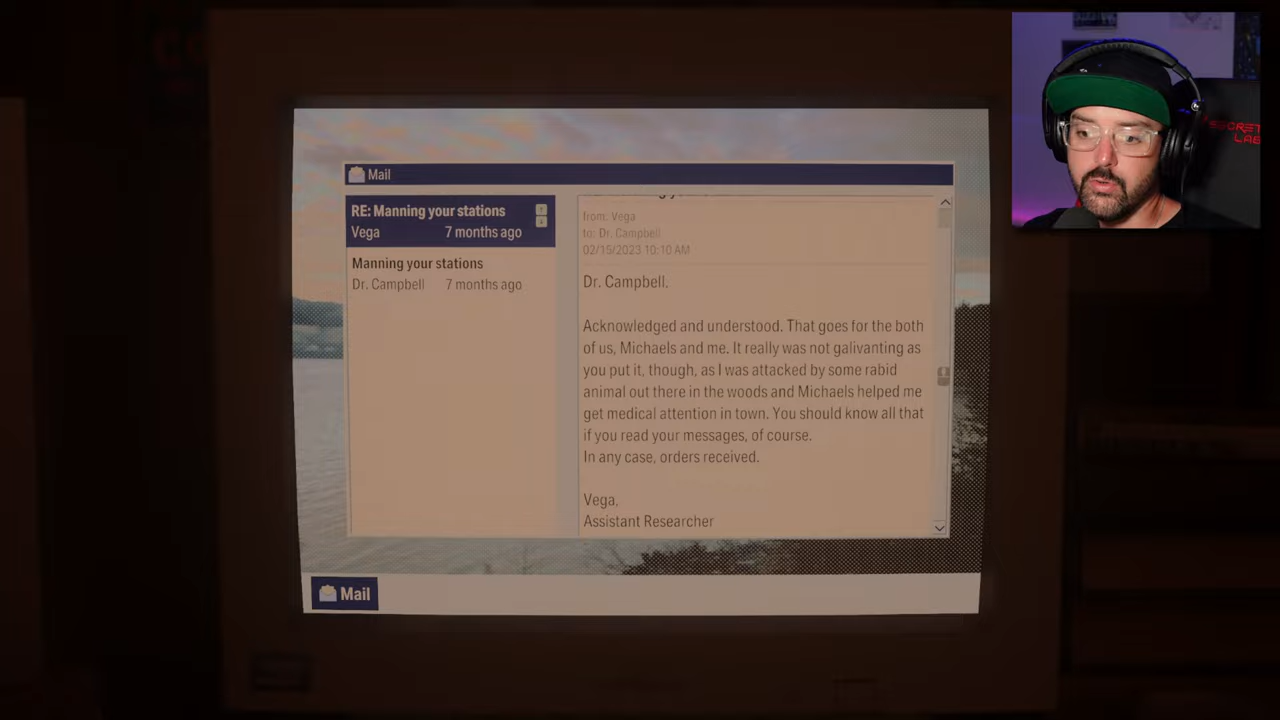 Mail
RE: Manning your stations
Vega 7 months ago
Manning your stations
Dr. Campbell 7 months ago
from: Vega
to: Dr. Campbell
02/15/2023 10:10 AM
Dr. Campbell,
Acknowledged and understood. That goes for the both
of us, Michaels and me. It really was not galivanting as
you put it, though, as I was attacked by some rabid
animal out there in the woods and Michaels helped me
get medical attention in town. You should know all that
if you read your messages, of course.
In any case, orders received.
Vega,
Assistant Researcher
Mail
SECRET
LAB